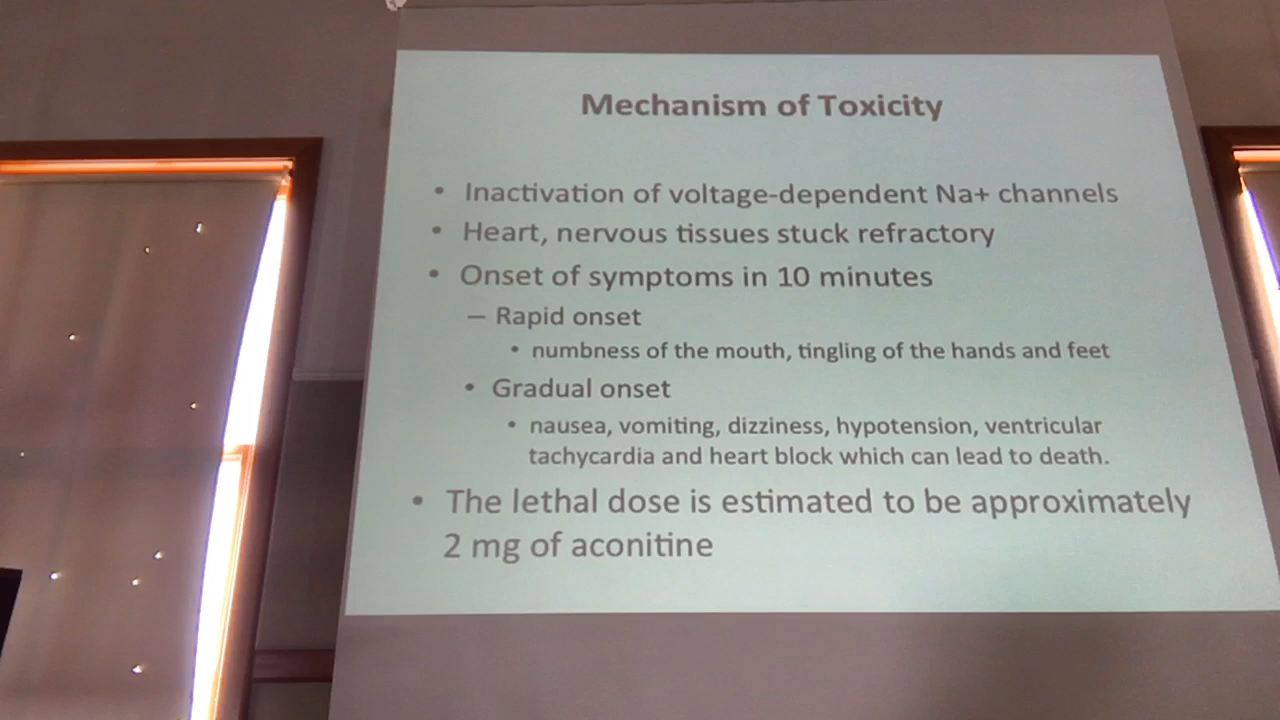 Mechanism of Toxicity
• Inactivation of voltage-dependent Na+ channels
• Heart, nervous tissues stuck refractory
• Onset of symptoms in 10 minutes
– Rapid onset
• numbness of the mouth, tingling of the hands and feet
• Gradual onset
• nausea, vomiting, dizziness, hypotension, ventricular
tachycardia and heart block which can lead to death.
• The lethal dose is estimated to be approximately
2 mg of aconitine